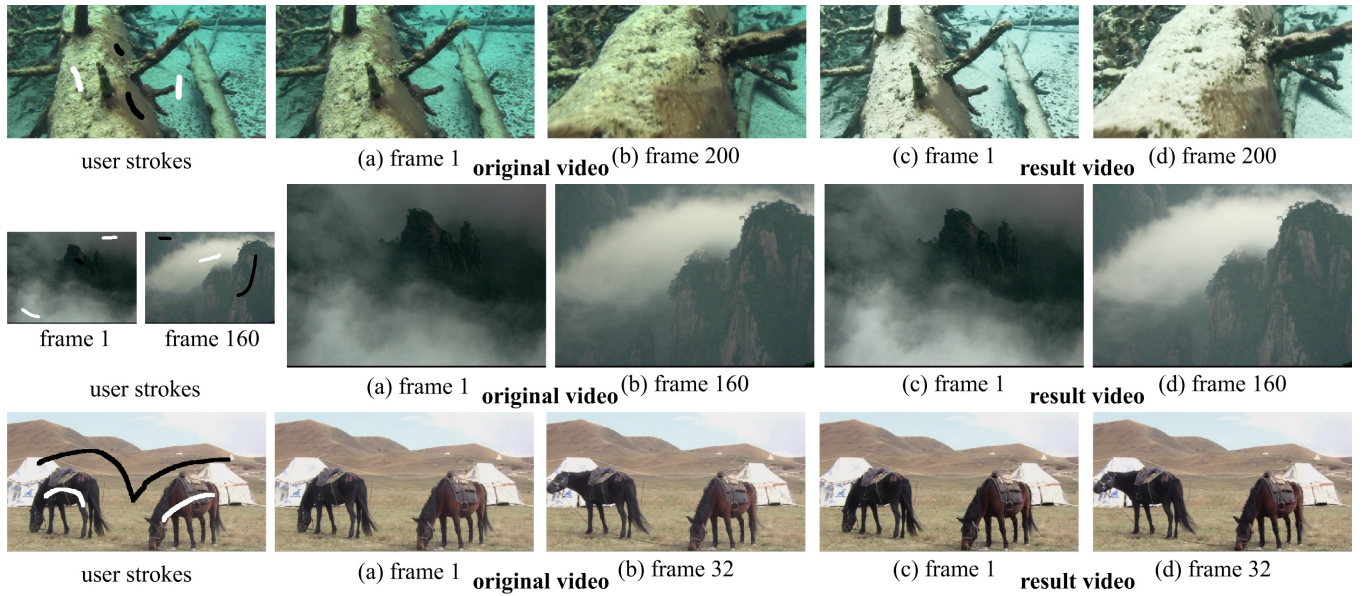 user strokes
(a) frame 1 original video (b) frame 200
(c) frame 1 result video (d) frame 200
frame 1 frame 160
user strokes
(a) frame 1 original video (b) frame 160
(c) frame 1 result video (d) frame 160
user strokes
(a) frame 1 original video (b) frame 32
(c) frame 1 result video (d) frame 32